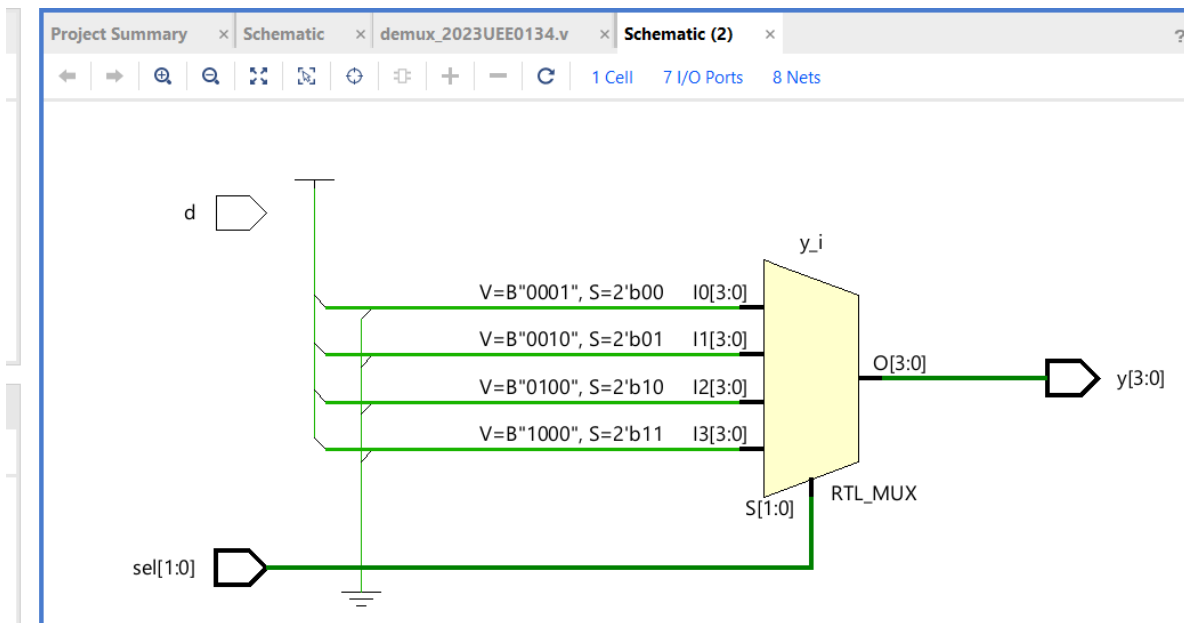 Project Summary × Schematic × demux_2023UEE0134.v × Schematic (2) × ?
1 Cell 7 I/O Ports 8 Nets
d
y_i
V=B"0001", S=2'b00 I0[3:0]
V=B"0010", S=2'b01 I1[3:0]
O[3:0]
y[3:0]
V=B"0100", S=2'b10 I2[3:0]
V=B"1000", S=2'b11 I3[3:0]
RTL_MUX
S[1:0]
sel[1:0]